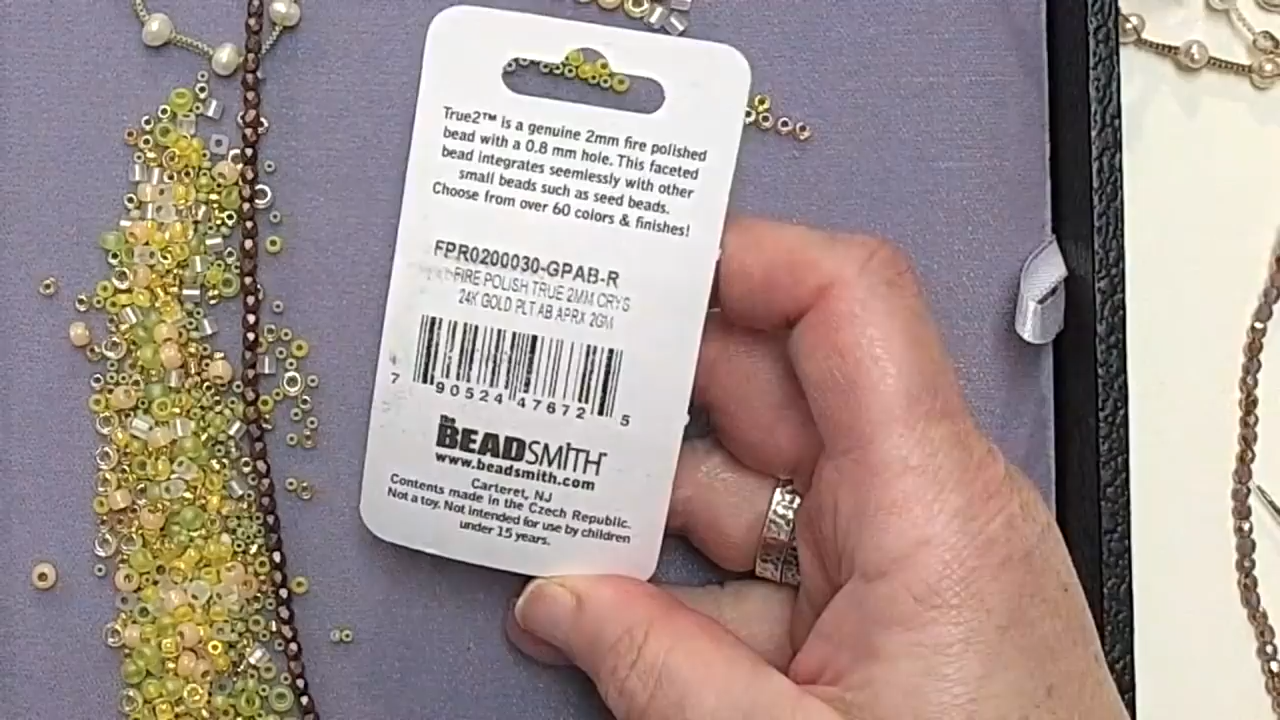 True2™ is a genuine 2mm fire polished
bead with a 0.8 mm hole. This faceted
bead integrates seemlessly with other
small beads such as seed beads.
Choose from over 60 colors & finishes!
FPR0200030-GPAB-R
FIRE POLISH TRUE 2MM CRYS
24K GOLD PLT AB APRX 2GM
4
7 90524 47672 5
The
BEADSMITH
www.beadsmith.com
Carteret, NJ
Contents made in the Czech Republic.
Not a toy. Not intended for use by children
under 15 years.